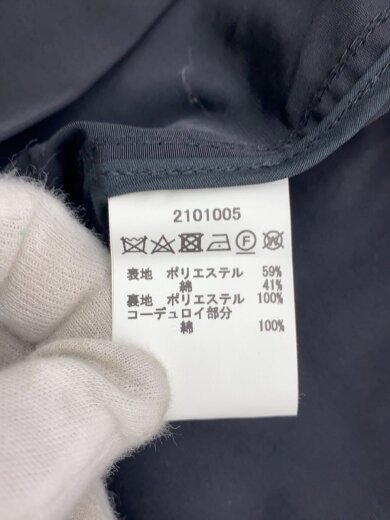 2101005
表地 ポリエステル 59%
綿 41%
裏地 ポリエステル 100%
コーデュロイ部分
綿 100%